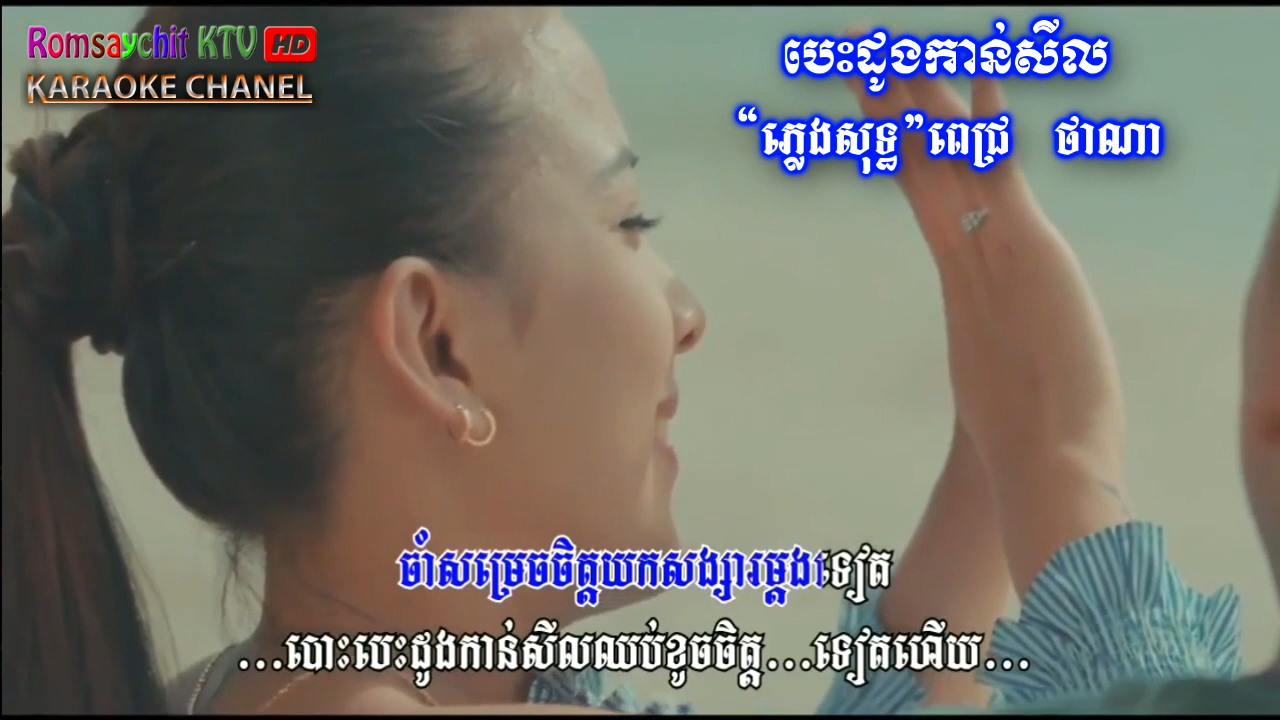 Romsaychit KTV HD
KARAOKE CHANEL
បេះដូងកាន់សីល
“ភ្លេងសុទ្ធ”ពេជ្រ ថាណា
ចាំសម្រេចចិត្តយកសង្សារម្ដងទៀត
...បោះបេះដូងកាន់សីលឈប់ខូចចិត្ត...ទៀតហើយ...